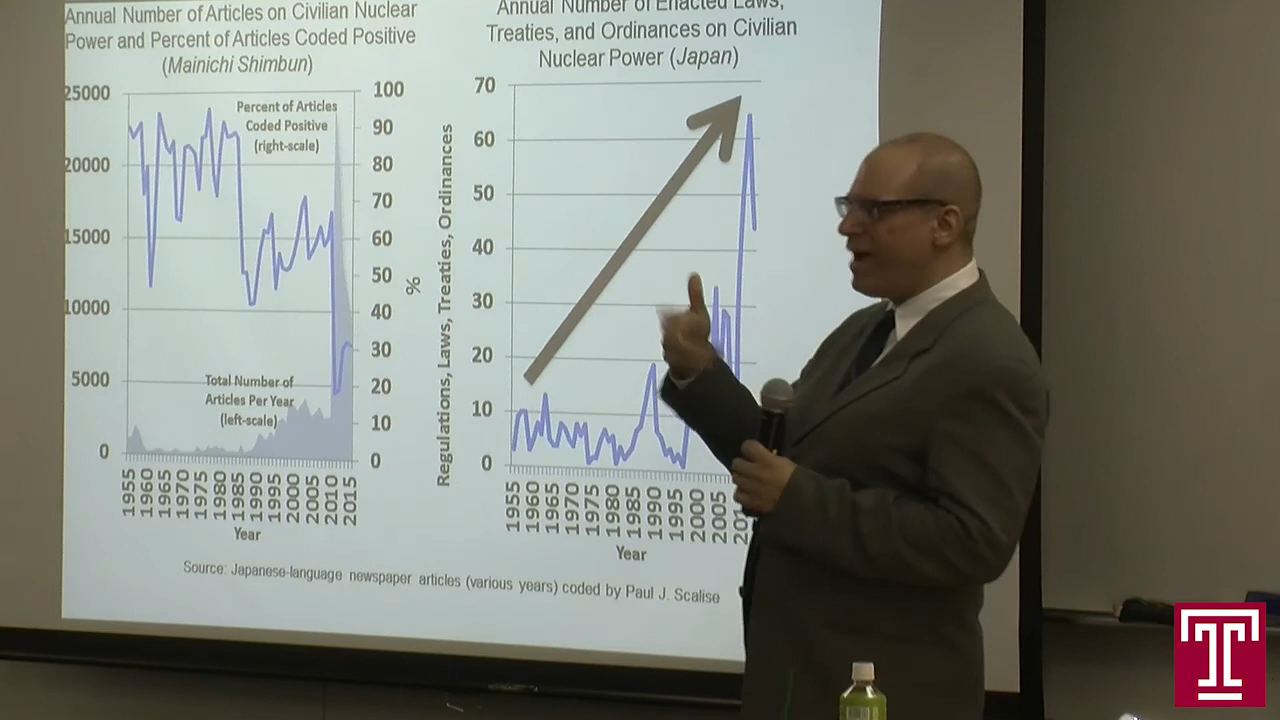 Annual Number of Articles on Civilian Nuclear
Power and Percent of Articles Coded Positive
(Mainichi Shimbun)
25000
20000
15000
10000
5000
0
100
90
80
70
60
50
40
30
20
10
0
%
Percent of Articles
Coded Positive
(right-scale)
Total Number of
Articles Per Year
(left-scale)
1955
1960
1965
1970
1975
1980
1985
1990
1995
2000
2005
2010
2015
Year
Annual Number of Enacted Laws,
Treaties, and Ordinances on Civilian
Nuclear Power (Japan)
Regulations, Laws, Treaties, Ordinances
70
60
50
40
30
20
10
0
1955
1960
1965
1970
1975
1980
1985
1990
1995
2000
2005
Year
Source: Japanese-language newspaper articles (various years) coded by Paul J. Scalise
T